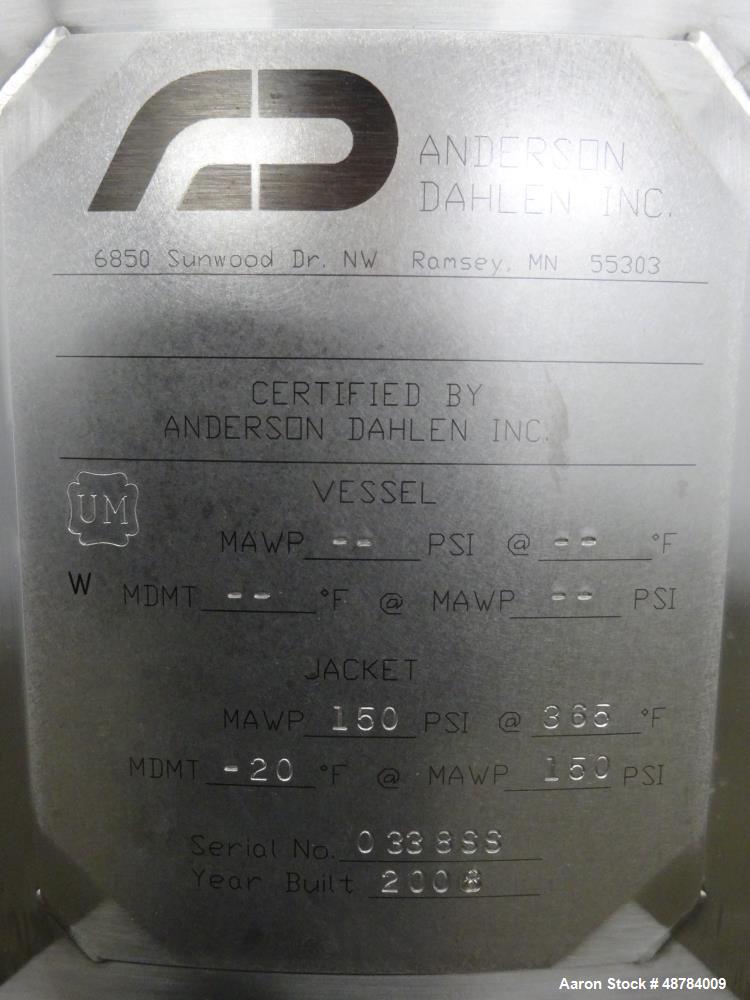 ANDERSON
DAHLEN INC.
6850 Sunwood Dr. NW Ramsey, MN 55303
CERTIFIED BY
ANDERSON DAHLEN INC.
UM
VESSEL
MAWP -- PSI @ -- °F
W MDMT -- °F @ MAWP -- PSI
JACKET
MAWP 150 PSI @ 365 °F
MDMT -20 °F @ MAWP 150 PSI
Serial No. 0338SS
Year Built
Aaron Stock # 48784009